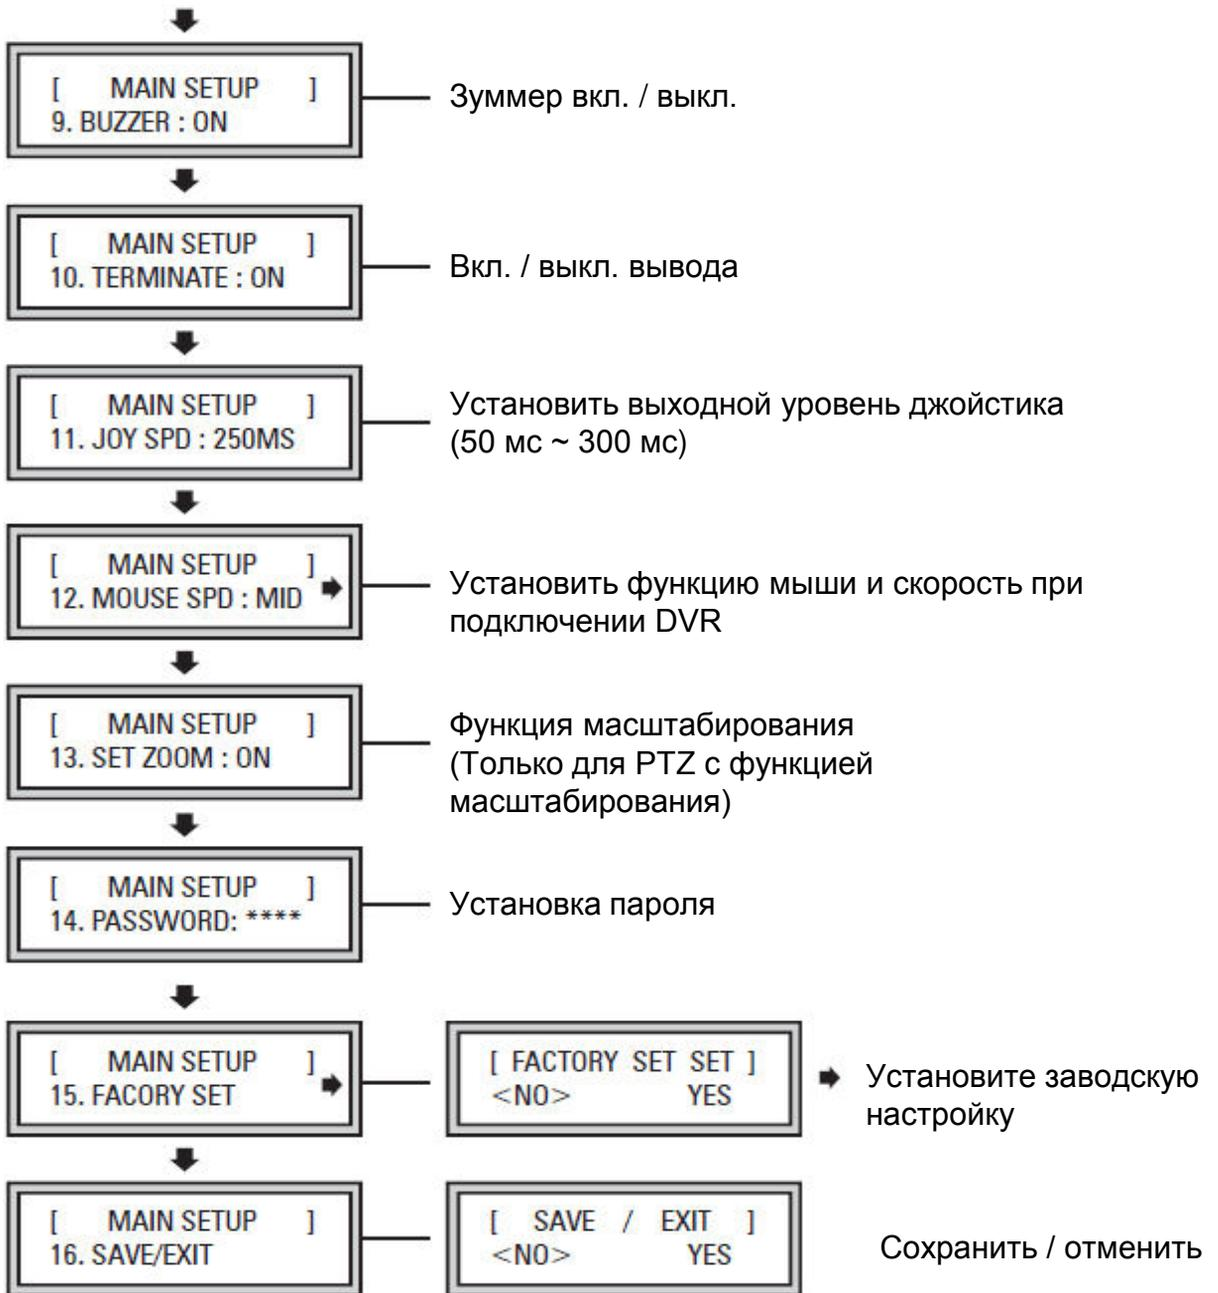 [ MAIN SETUP ]
9. BUZZER : ON
Зуммер вкл. / выкл.
[ MAIN SETUP ]
10. TERMINATE : ON
Вкл. / выкл. вывода
[ MAIN SETUP ]
11. JOY SPD : 250MS
Установить выходной уровень джойстика
(50 мс ~ 300 мс)
[ MAIN SETUP ]
12. MOUSE SPD : MID
Установить функцию мыши и скорость при
подключении DVR
[ MAIN SETUP ]
13. SET ZOOM : ON
Функция масштабирования
(Только для PTZ с функцией
масштабирования)
[ MAIN SETUP ]
14. PASSWORD: ****
Установка пароля
[ MAIN SETUP ]
15. FACORY SET
[ FACTORY SET SET ]
<NO> YES
Установите заводскую
настройку
[ MAIN SETUP ]
16. SAVE/EXIT
[ SAVE / EXIT ]
<NO> YES
Сохранить / отменить